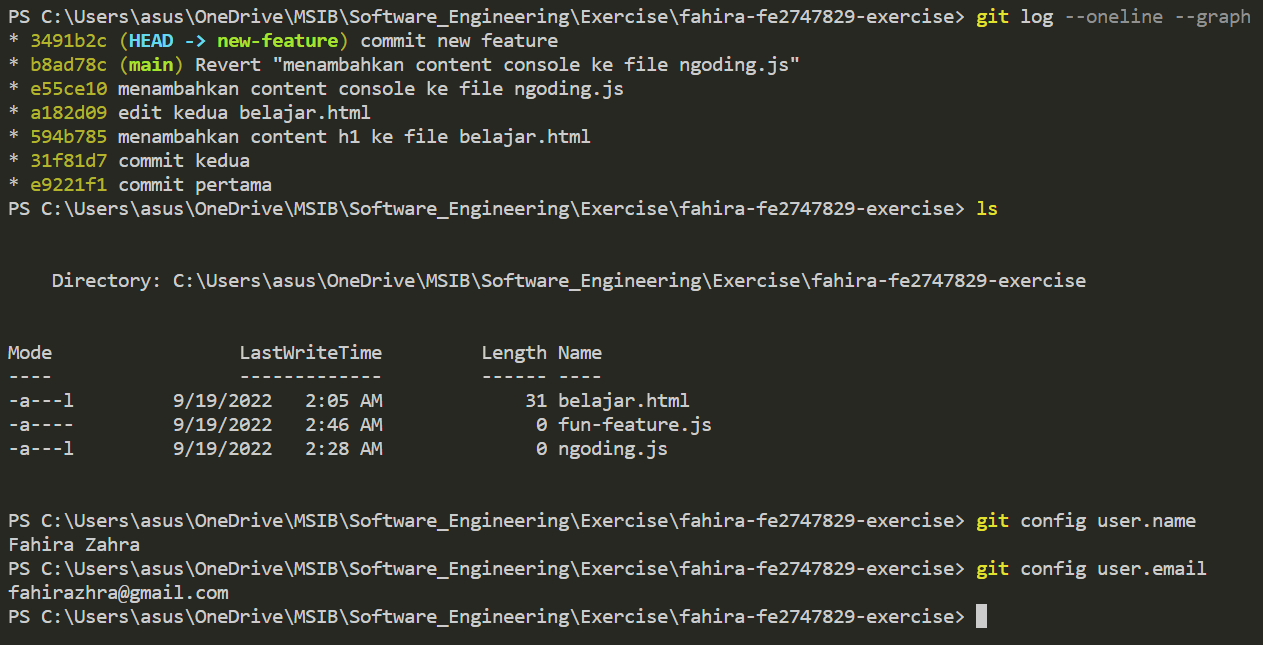 PS C:\Users\asus\OneDrive\MSIB\Software_Engineering\Exercise\fahira-fe2747829-exercise> git log --oneline --graph
* 3491b2c (HEAD -> new-feature) commit new feature
* b8ad78c (main) Revert "menambahkan content console ke file ngoding.js"
* e55ce10 menambahkan content console ke file ngoding.js
* a182d09 edit kedua belajar.html
* 594b785 menambahkan content h1 ke file belajar.html
* 31f81d7 commit kedua
* e9221f1 commit pertama
PS C:\Users\asus\OneDrive\MSIB\Software_Engineering\Exercise\fahira-fe2747829-exercise> ls
    Directory: C:\Users\asus\OneDrive\MSIB\Software_Engineering\Exercise\fahira-fe2747829-exercise
Mode                 LastWriteTime         Length Name
----                 -------------         ------ ----
-a---l         9/19/2022   2:05 AM             31 belajar.html
-a----         9/19/2022   2:46 AM              0 fun-feature.js
-a---l         9/19/2022   2:28 AM              0 ngoding.js
PS C:\Users\asus\OneDrive\MSIB\Software_Engineering\Exercise\fahira-fe2747829-exercise> git config user.name
Fahira Zahra
PS C:\Users\asus\OneDrive\MSIB\Software_Engineering\Exercise\fahira-fe2747829-exercise> git config user.email
fahirazhra@gmail.com
PS C:\Users\asus\OneDrive\MSIB\Software_Engineering\Exercise\fahira-fe2747829-exercise>